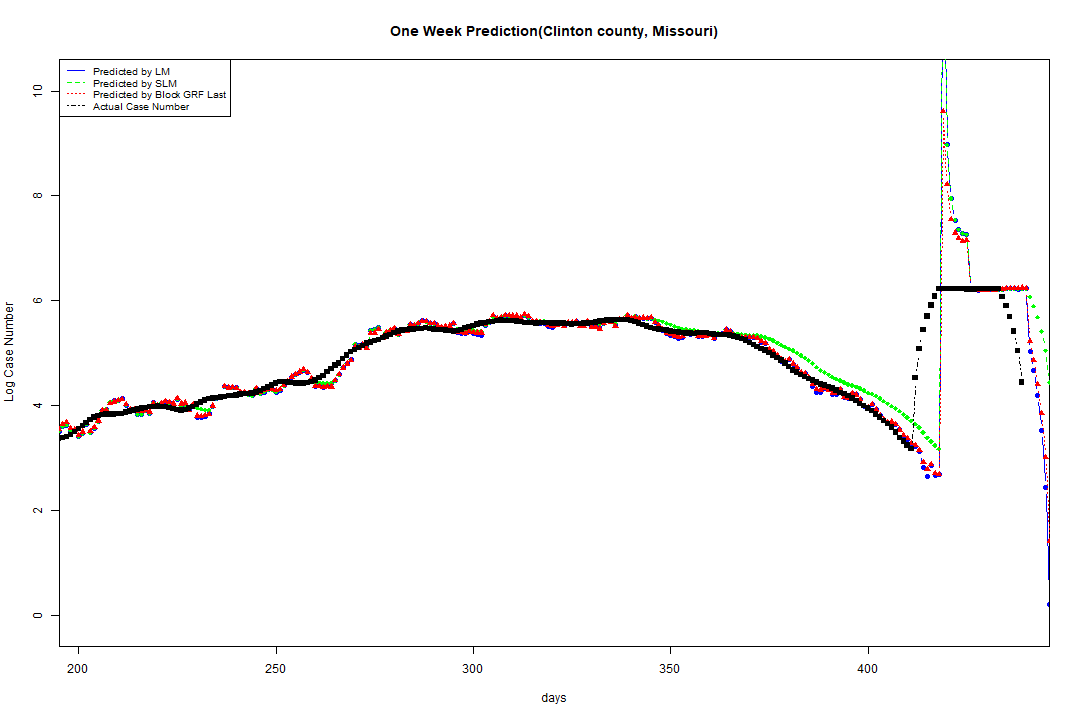 One Week Prediction(Clinton county, Missouri)
Predicted by LM
Predicted by SLM
Predicted by Block GRF Last
Actual Case Number
10
8
6
4
2
0
Log Case Number
200 250 300 350 400
days